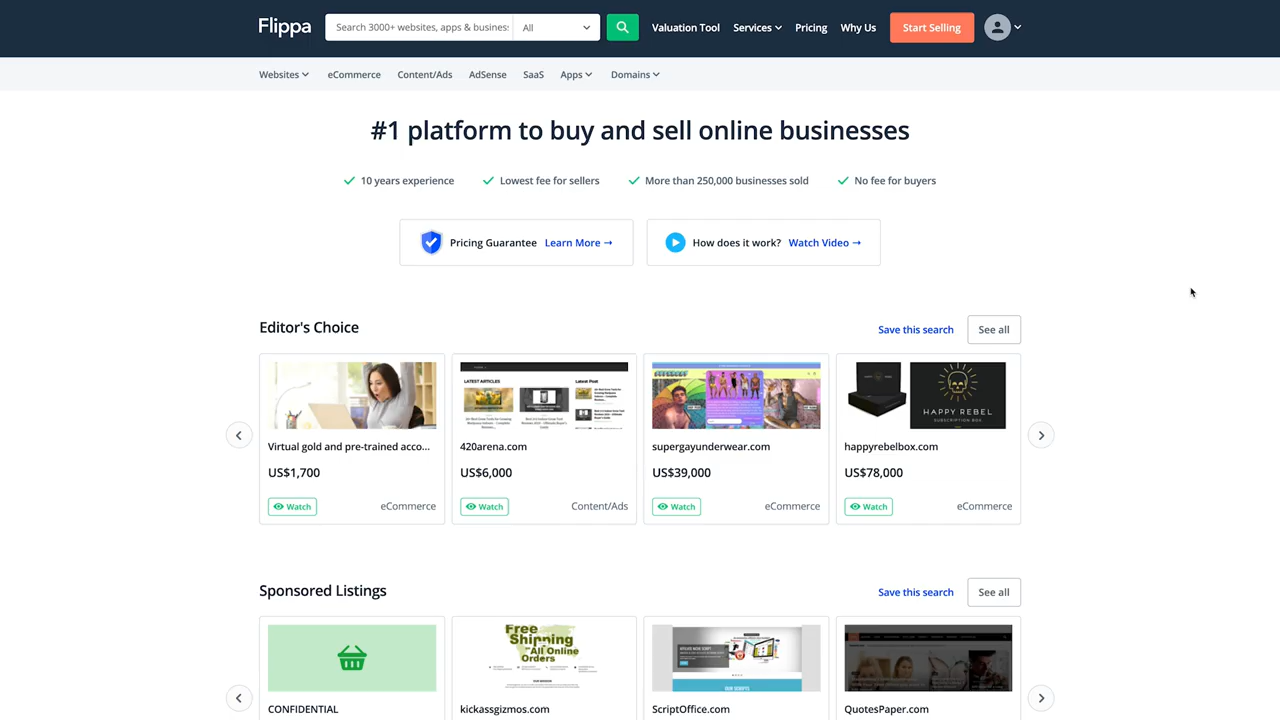 Flippa
Search 3000+ websites, apps & busines
All
Valuation Tool
Services
Pricing
Why Us
Start Selling
Websites
eCommerce
Content/Ads
AdSense
SaaS
Apps
Domains
#1 platform to buy and sell online businesses
10 years experience
Lowest fee for sellers
More than 250,000 businesses sold
No fee for buyers
Pricing Guarantee Learn More →
How does it work? Watch Video →
Editor's Choice
Save this search
See all
LATEST ARTICLES
Latest Post
HAPPY REBEL
SUBSCRIPTION BOX
Virtual gold and pre-trained acco...
420arena.com
supergayunderwear.com
happyrebelbox.com
US$1,700
US$6,000
US$39,000
US$78,000
Watch
eCommerce
Watch
Content/Ads
Watch
eCommerce
Watch
eCommerce
Sponsored Listings
Save this search
See all
Free
Shipping
All Online
Orders
CONFIDENTIAL
kickassgizmos.com
ScriptOffice.com
QuotesPaper.com